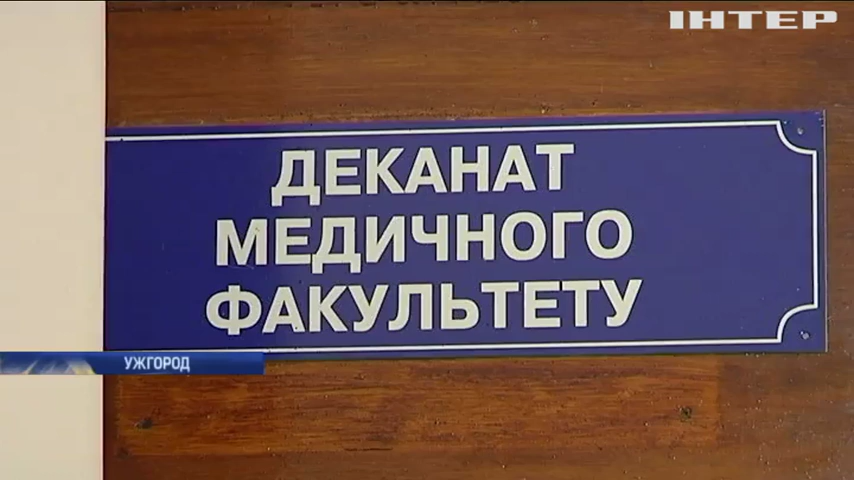 ІНТЕР
ДЕКАНАТ
МЕДИЧНОГО
ФАКУЛЬТЕТУ
УЖГОРОД